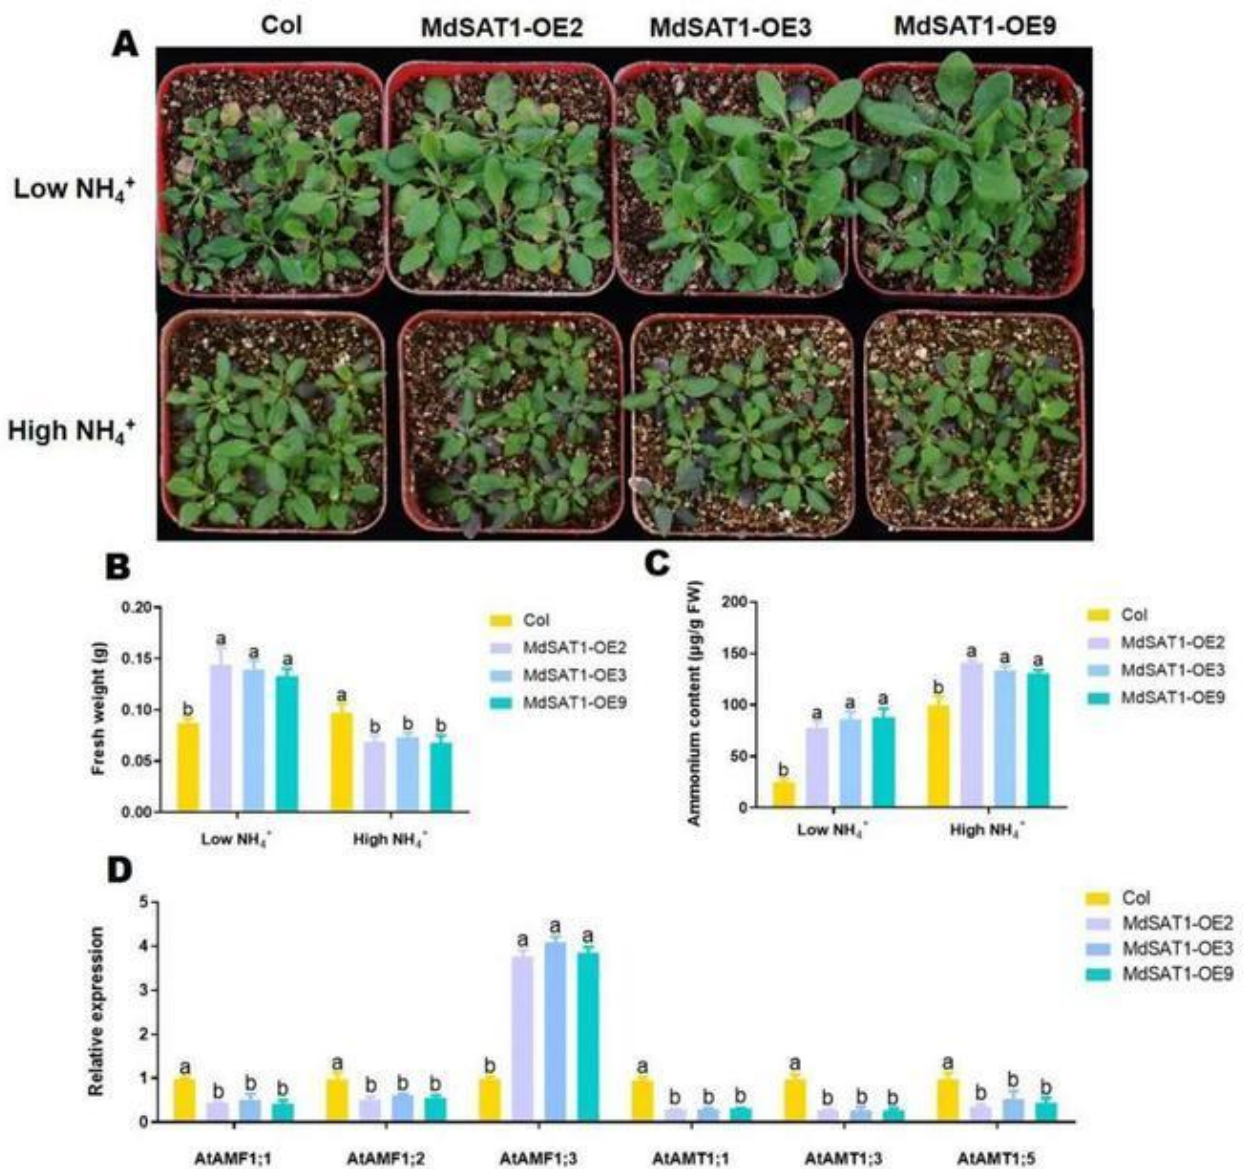 A
Col MdSAT1-OE2 MdSAT1-OE3 MdSAT1-OE9
Low NH₄⁺
High NH₄⁺
B
Fresh weight (g)
0.20
0.15
0.10
0.05
0.00
b a a a
a b b b
Low NH₄⁺ High NH₄⁺
Col
MdSAT1-OE2
MdSAT1-OE3
MdSAT1-OE9
C
Ammonium content (μg/g FW)
200
150
100
50
0
b a a a
b a a a
Low NH₄⁺ High NH₄⁺
Col
MdSAT1-OE2
MdSAT1-OE3
MdSAT1-OE9
D
Relative expression
5
4
3
2
1
0
a b b b
a b b b
b a a a
a b b b
a b b b
a b b b
AtAMF1;1 AtAMF1;2 AtAMF1;3 AtAMT1;1 AtAMT1;3 AtAMT1;5
Col
MdSAT1-OE2
MdSAT1-OE3
MdSAT1-OE9